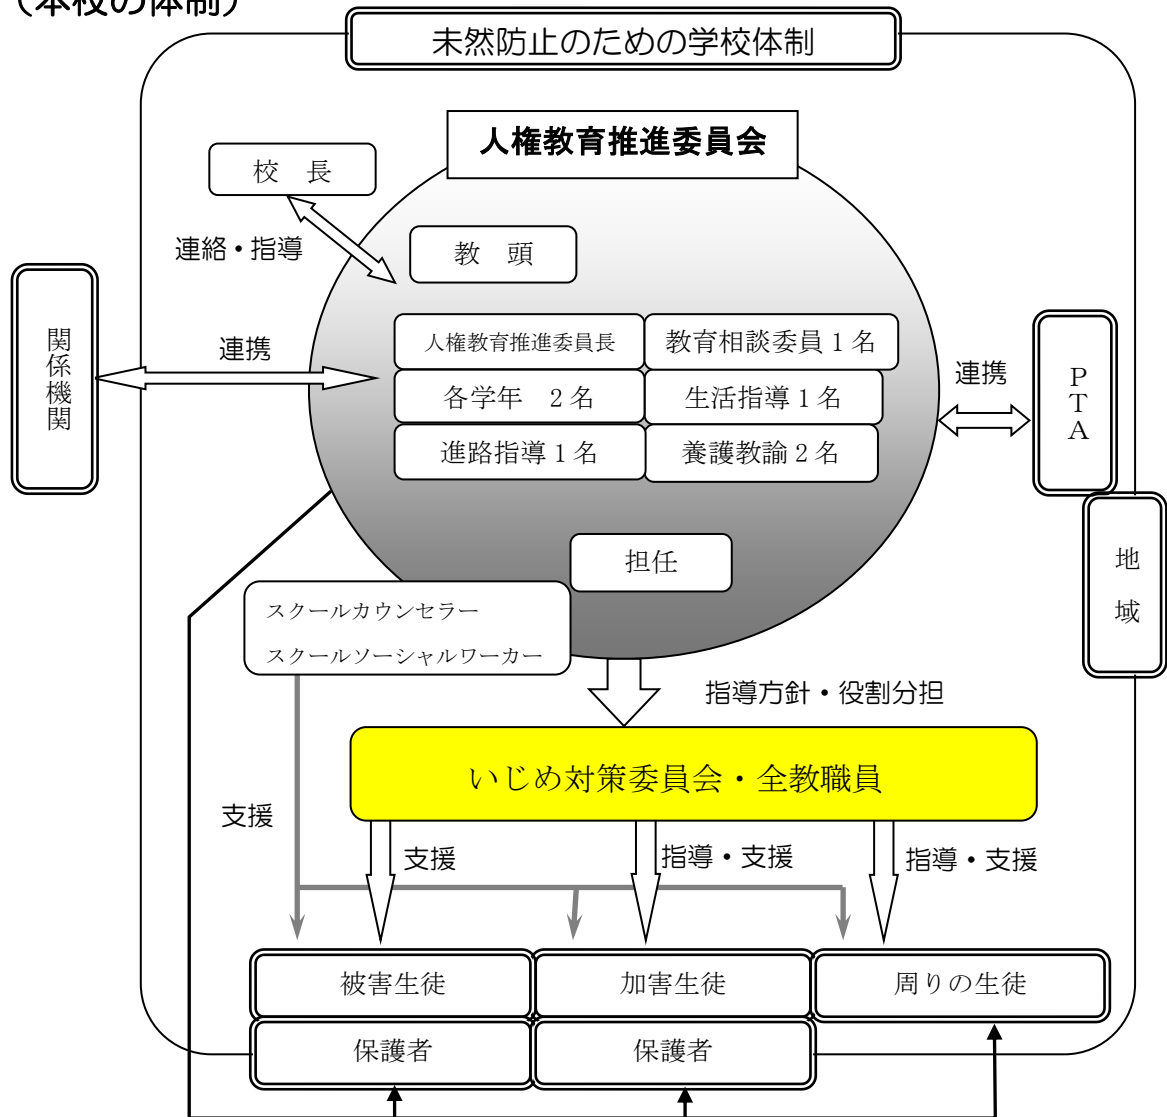 （本校の体制）
未然防止のための学校体制
人権教育推進委員会
校　長
連絡・指導
教　頭
関係機関
連携
人権教育推進委員長
教育相談委員１名
各学年　２名
生活指導１名
進路指導１名
養護教諭２名
連携
ＰＴＡ
地域
担任
スクールカウンセラー
スクールソーシャルワーカー
指導方針・役割分担
いじめ対策委員会・全教職員
支援
支援
指導・支援
指導・支援
被害生徒
加害生徒
周りの生徒
保護者
保護者